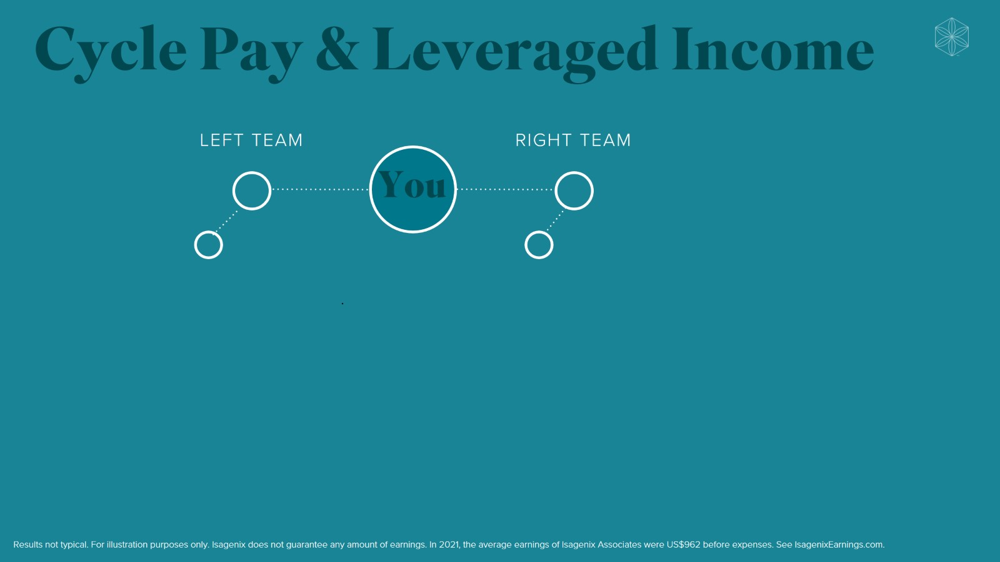 Cycle Pay & Leveraged Income
LEFT TEAM
RIGHT TEAM
You
Results not typical. For illustration purposes only. Isagenix does not guarantee any amount of earnings. In 2021, the average earnings of Isagenix Associates were US$962 before expenses. See IsagenixEarnings.com.